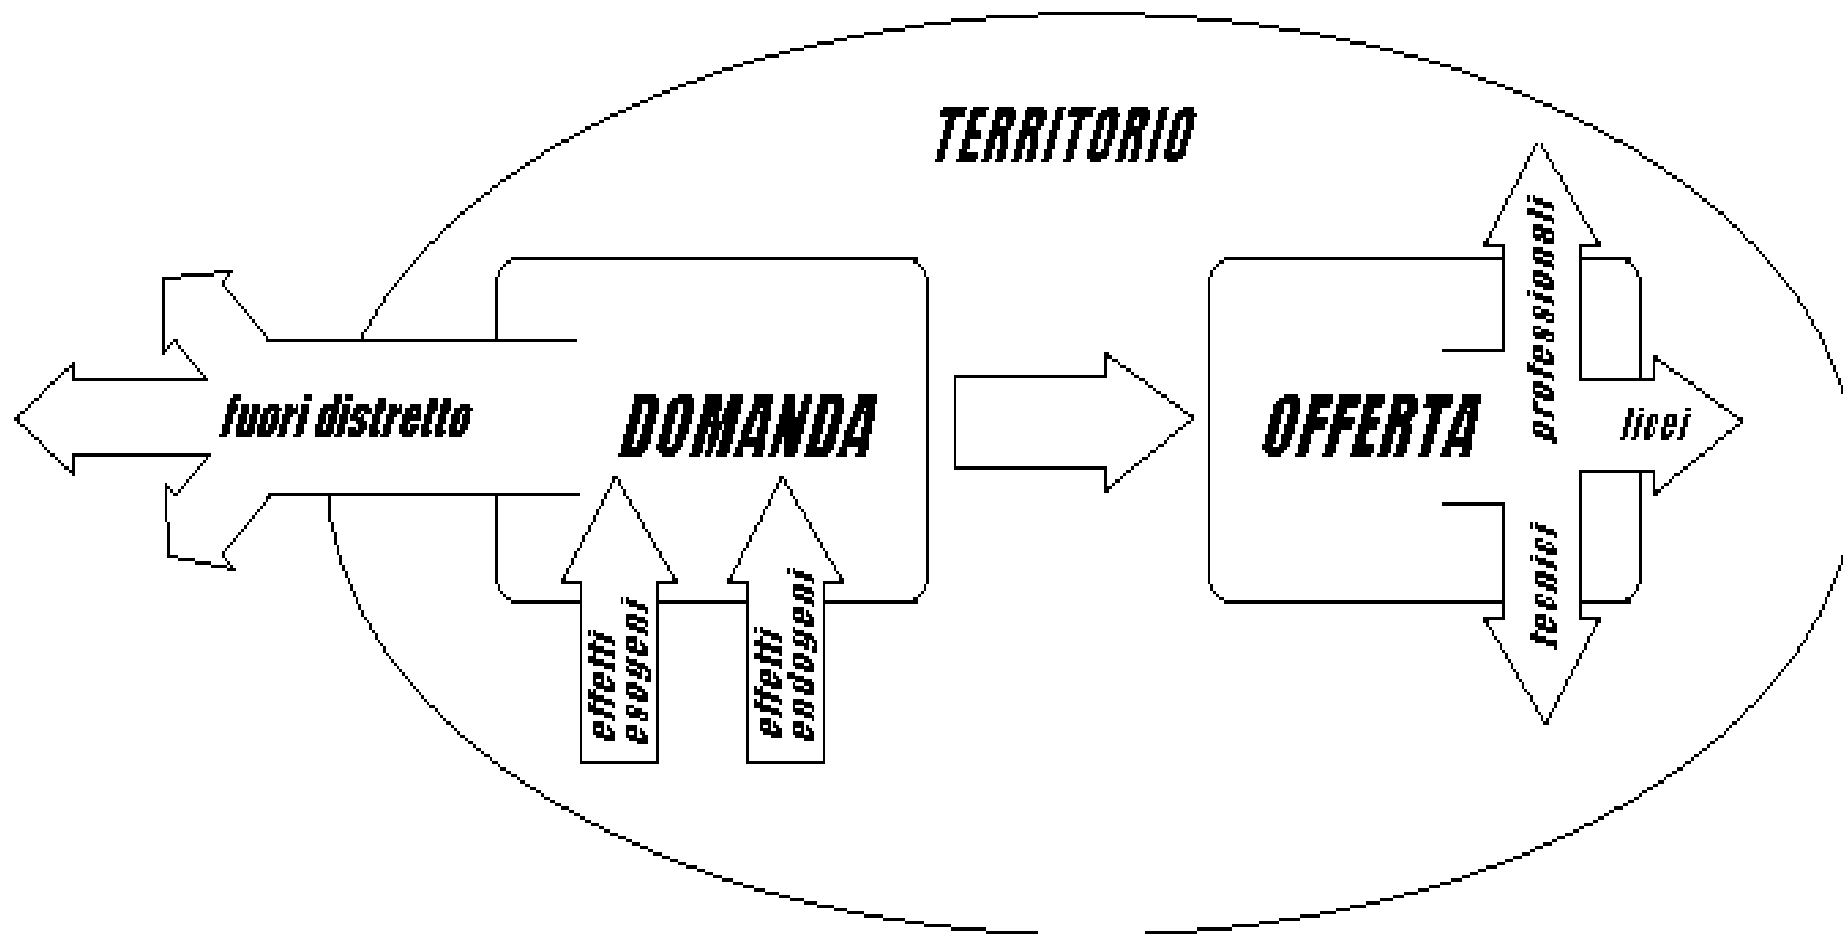 TERRITORIO
fuori distretto
DOMANDA
effetti
esogeni
effetti
endogeni
OFFERTA
professionali
licei
tecnici